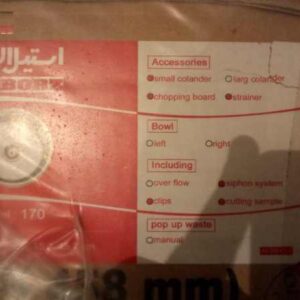 Accessories
استیل ال
small colander larg colander
chopping board strainer
Bowl
left right
Including
over flow siphon system
170
clips cutting sample
pop up waste
manual
mm)